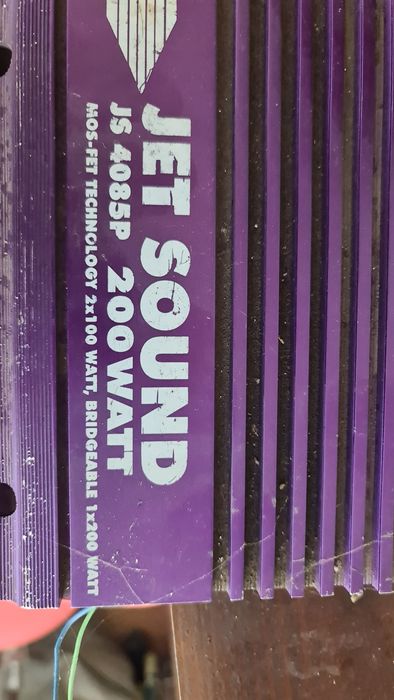 JET SOUND
JS 4085P 200 WATT
MOS-FET TECHNOLOGY 2x100 WATT, BRIDGEABLE 1x200 WATT